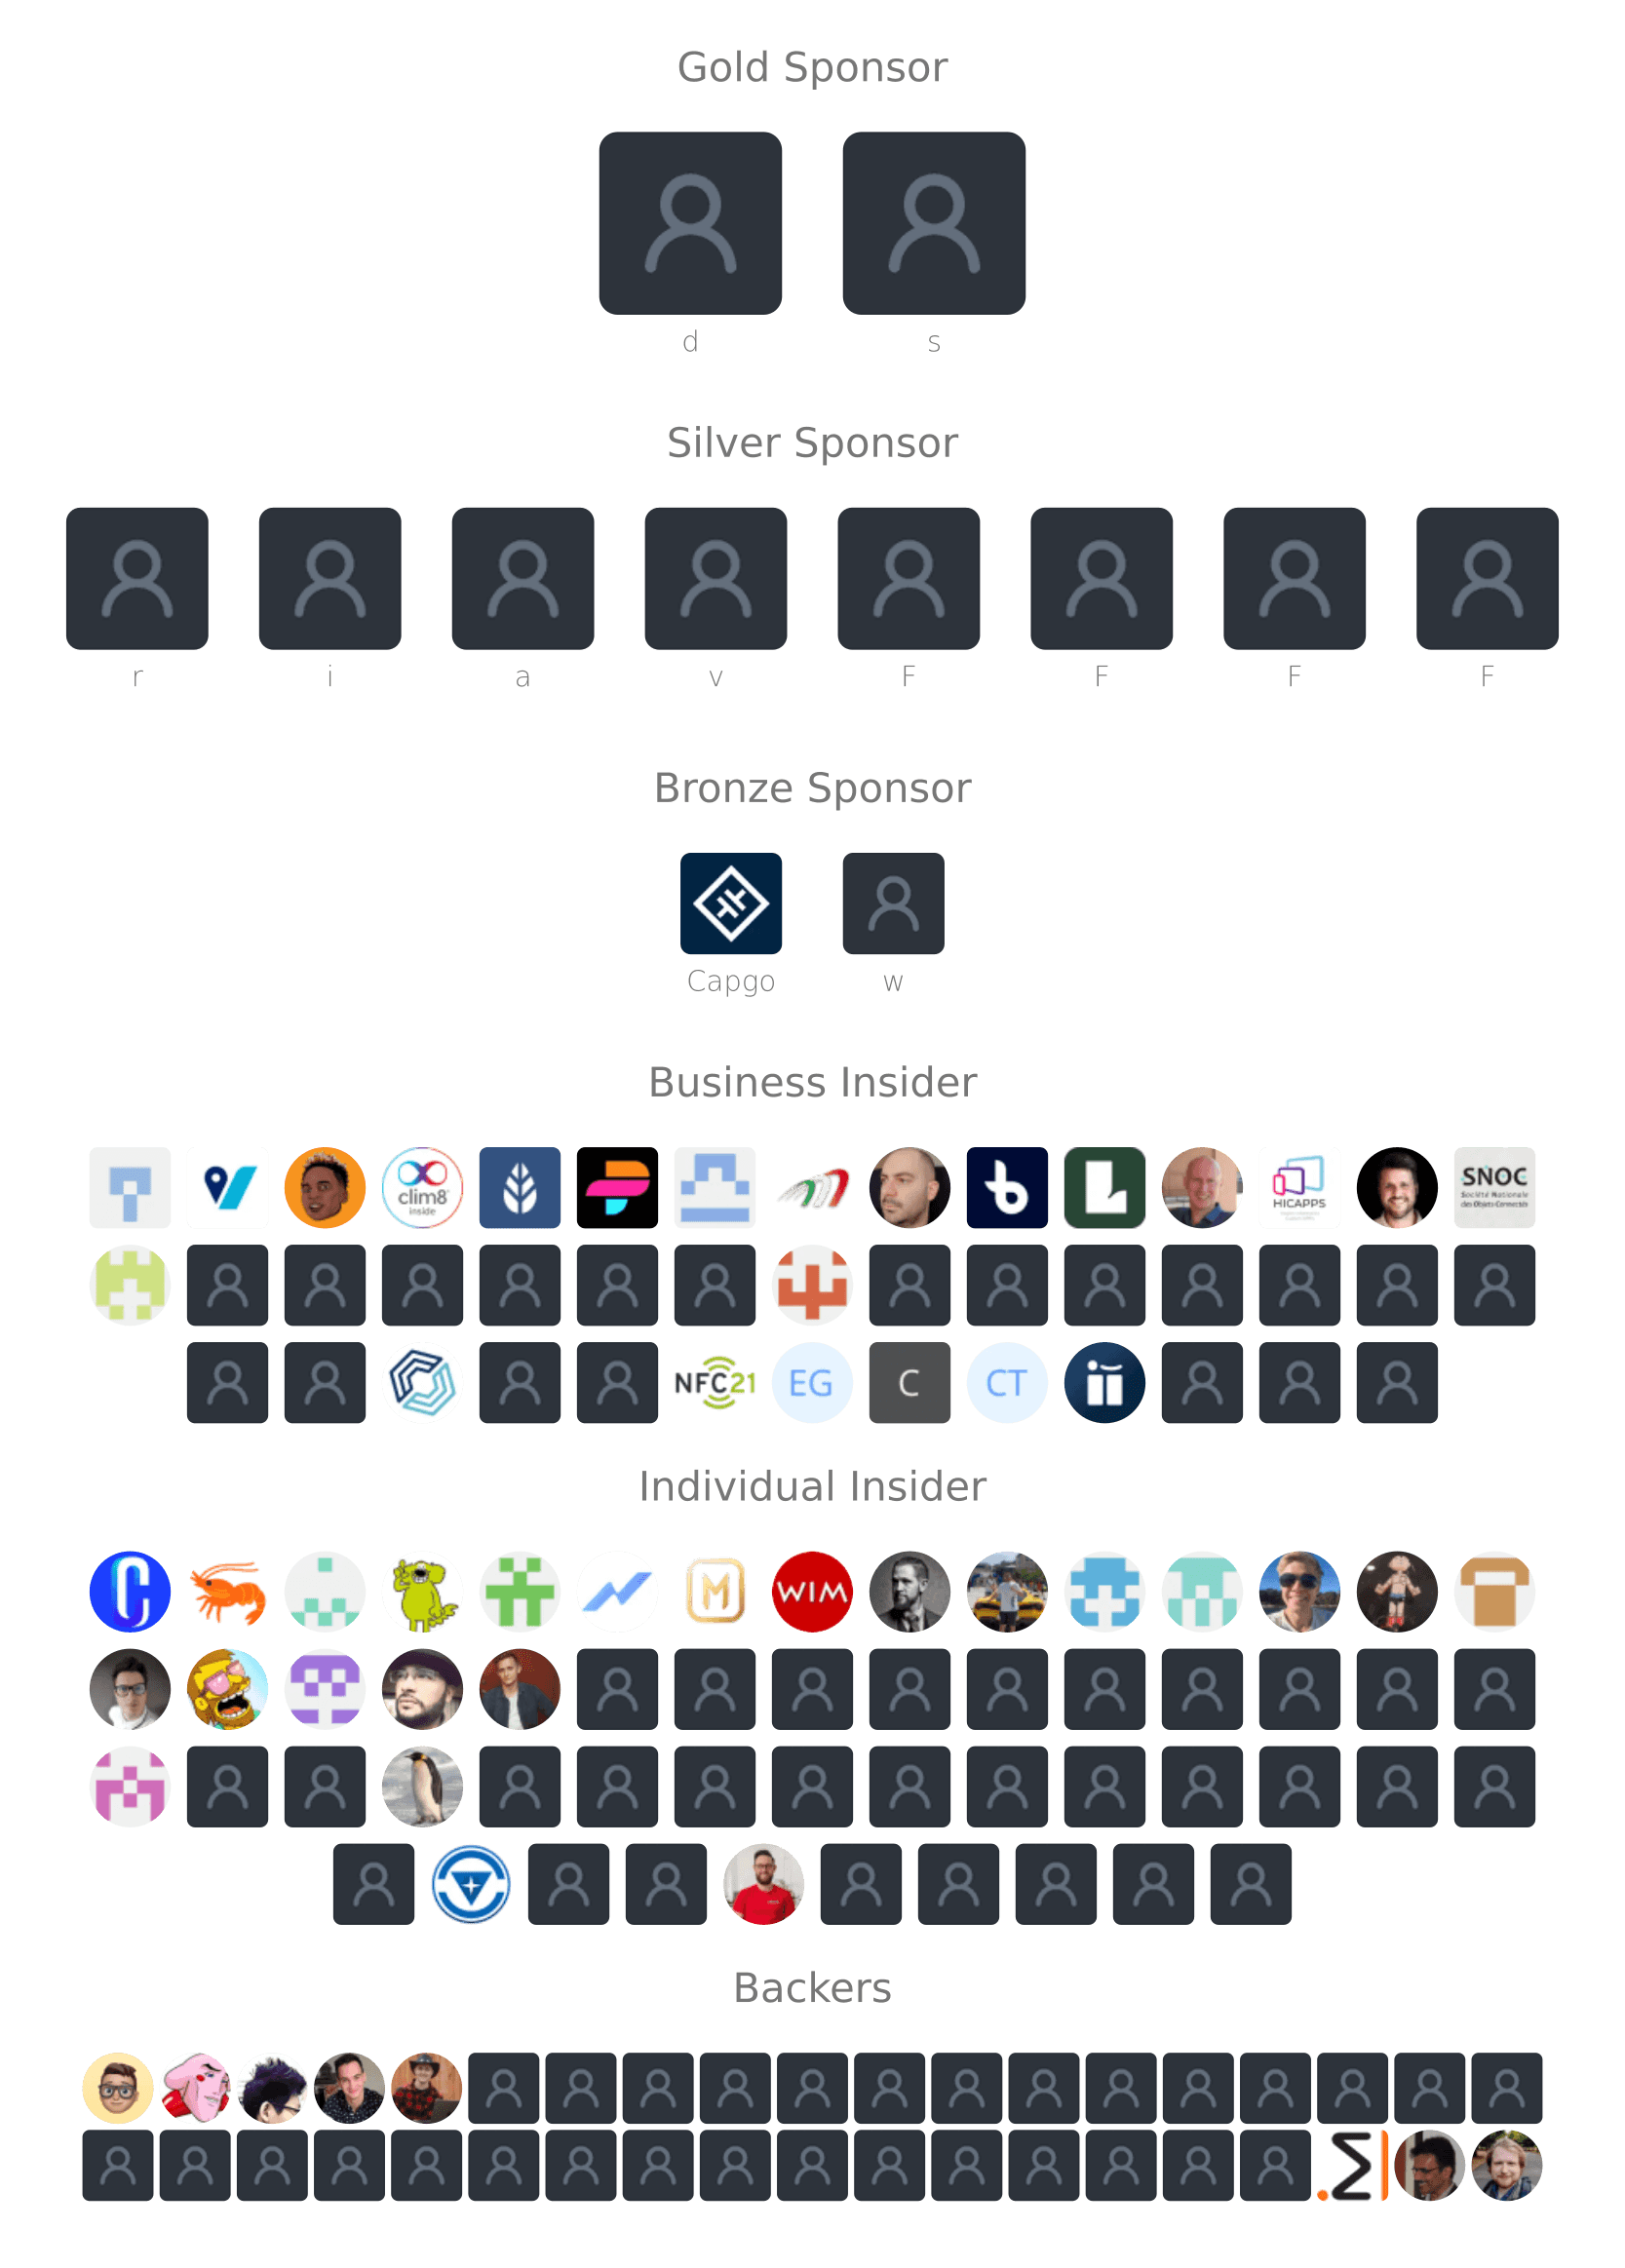 Gold Sponsor
d s
Silver Sponsor
r i a v F F F F
Bronze Sponsor
Capgo w
Business Insider
clim8
inside
HICAPPS
SNOC
Société Nationale
des Objets Connectés
NFC21 EG C CT
Individual Insider
M WIM
Backers